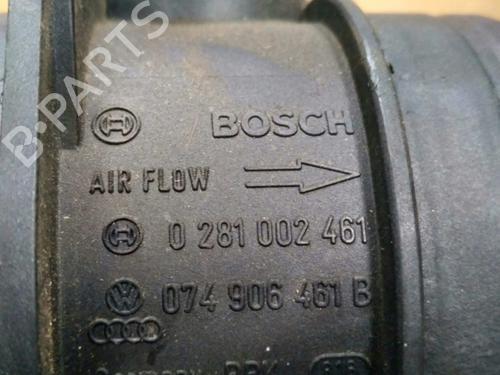 B-PARTS
BOSCH
AIR FLOW
0 281 002 461
074 906 461 B